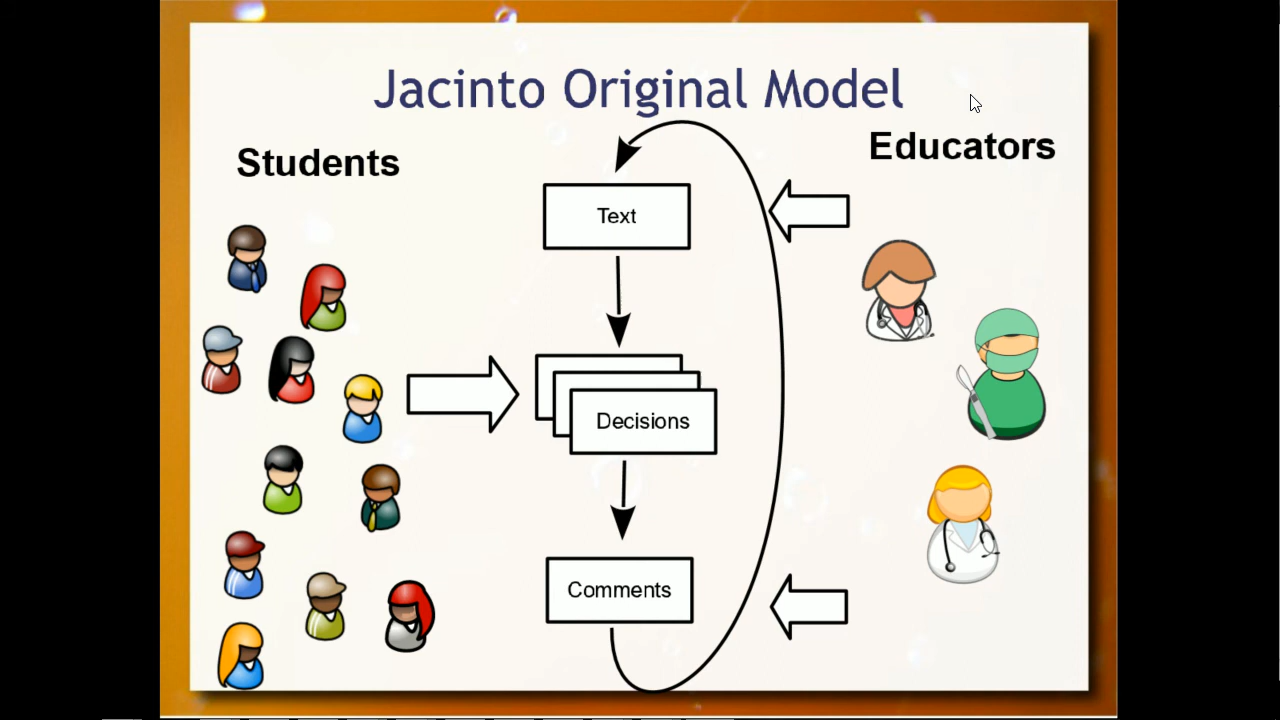 Jacinto Original Model
Students
Educators
Text
Decisions
Comments